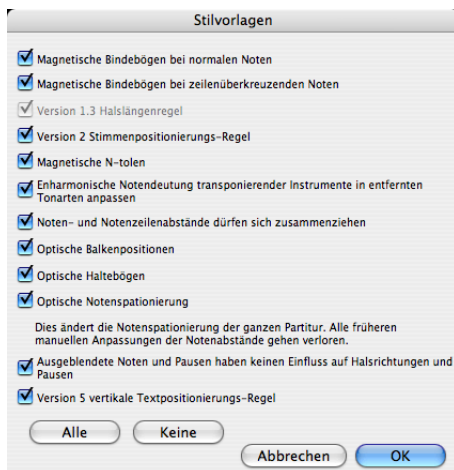 Stilvorlagen
Magnetische Bindebögen bei normalen Noten
Magnetische Bindebögen bei zeilenüberkreuzenden Noten
Version 1.3 Halslängenregel
Version 2 Stimmenpositionierungs-Regel
Magnetische N-tolen
Enharmonische Notendeutung transponierender Instrumente in entfernten
Tonarten anpassen
Noten- und Notenzeilenabstände dürfen sich zusammenziehen
Optische Balkenpositionen
Optische Haltebögen
Optische Notenspationierung
Dies ändert die Notenspationierung der ganzen Partitur. Alle früheren
manuellen Anpassungen der Notenabstände gehen verloren.
Ausgeblendete Noten und Pausen haben keinen Einfluss auf Halsrichtungen und
Pausen
Version 5 vertikale Textpositionierungs-Regel
Alle Keine
Abbrechen OK